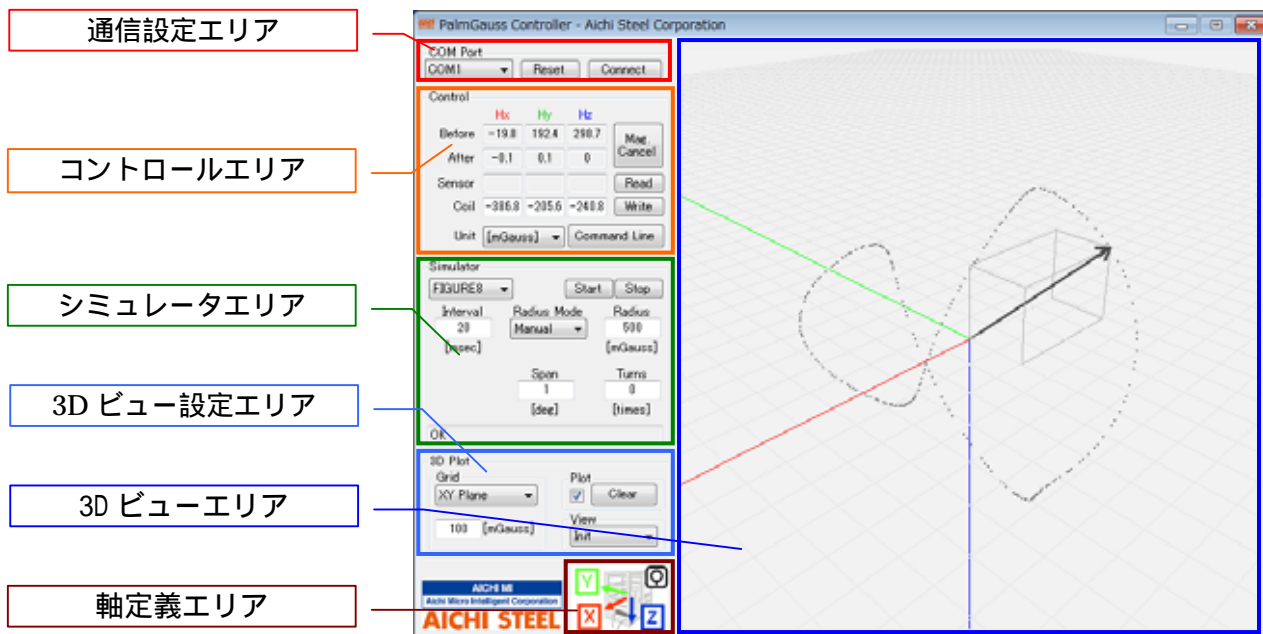 通信設定エリア
コントロールエリア
シミュレータエリア
3D ビュー設定エリア
3D ビューエリア
軸定義エリア
PalmGauss Controller - Aichi Steel Corporation
COM Port
COM1 Reset Connect
Control
Hx Hy Hz
Before -19.8 192.4 298.7 Mag. Cancel
After -0.1 0.1 0
Sensor Read
Coil -386.8 -205.6 -240.8 Write
Unit [mGauss] Command Line
Simulator
FIGURE8 Start Stop
Interval Radius Mode Radius
20 Manual 500
[msec] [mGauss]
Span Turns
1 0
[deg] [times]
OK
3D Plot
Grid Plot
XY Plane Clear
View
100 [mGauss] Init
AICHI MI
Aichi Micro Intelligent Corporation
AICHI STEEL
Y
X Z